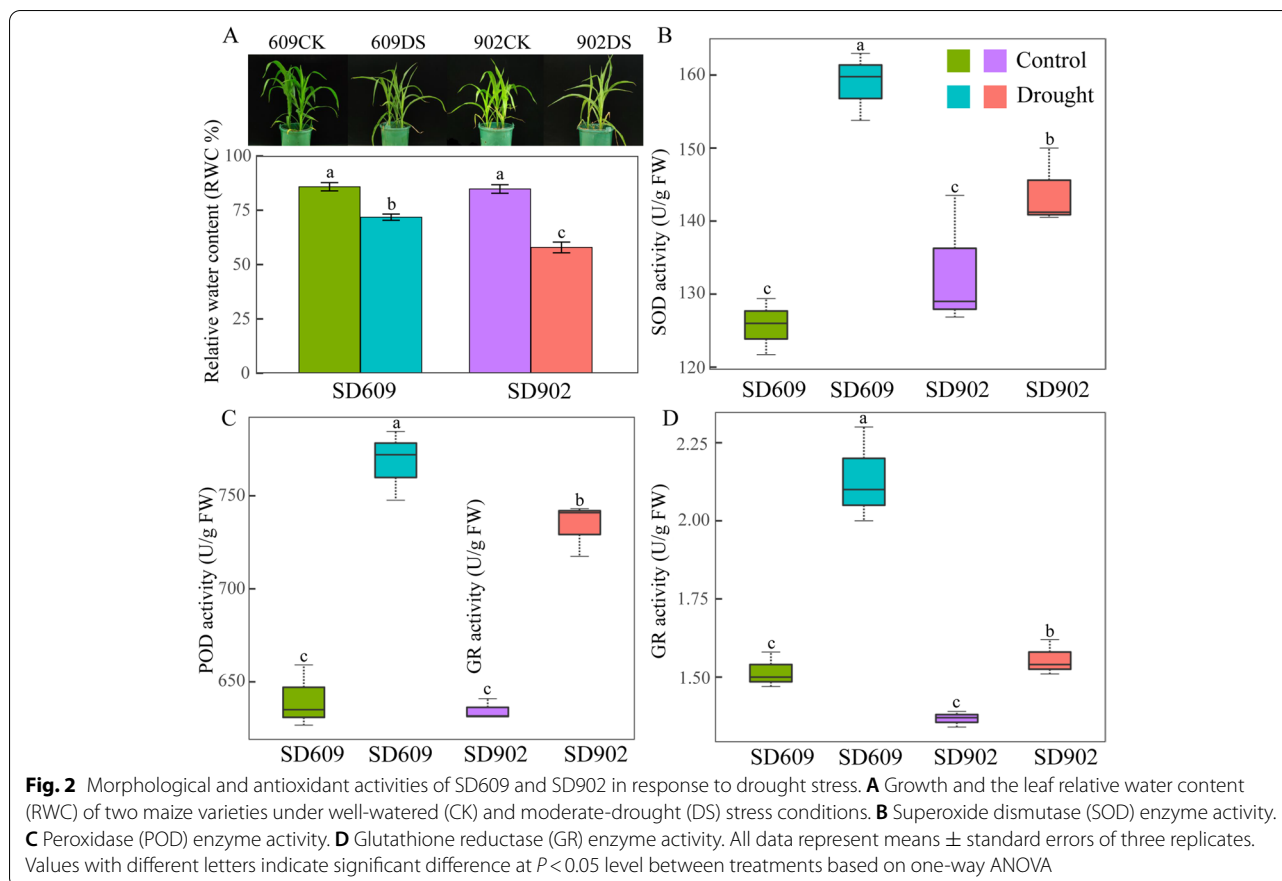 A
609CK 609DS 902CK 902DS
Relative water content (RWC %)
100
75
50
25
0
a
b
a
c
SD609 SD902
B
SOD activity (U/g FW)
160
150
140
130
120
c
a
c
b
Control
Drought
SD609 SD609 SD902 SD902
C
POD activity (U/g FW)
750
700
650
c
a
c
b
GR activity (U/g FW)
SD609 SD609 SD902 SD902
D
GR activity (U/g FW)
2.25
2.00
1.75
1.50
c
a
c
b
SD609 SD609 SD902 SD902
Fig. 2 Morphological and antioxidant activities of SD609 and SD902 in response to drought stress. A Growth and the leaf relative water content
(RWC) of two maize varieties under well-watered (CK) and moderate-drought (DS) stress conditions. B Superoxide dismutase (SOD) enzyme activity.
C Peroxidase (POD) enzyme activity. D Glutathione reductase (GR) enzyme activity. All data represent means ± standard errors of three replicates.
Values with different letters indicate significant difference at P < 0.05 level between treatments based on one-way ANOVA